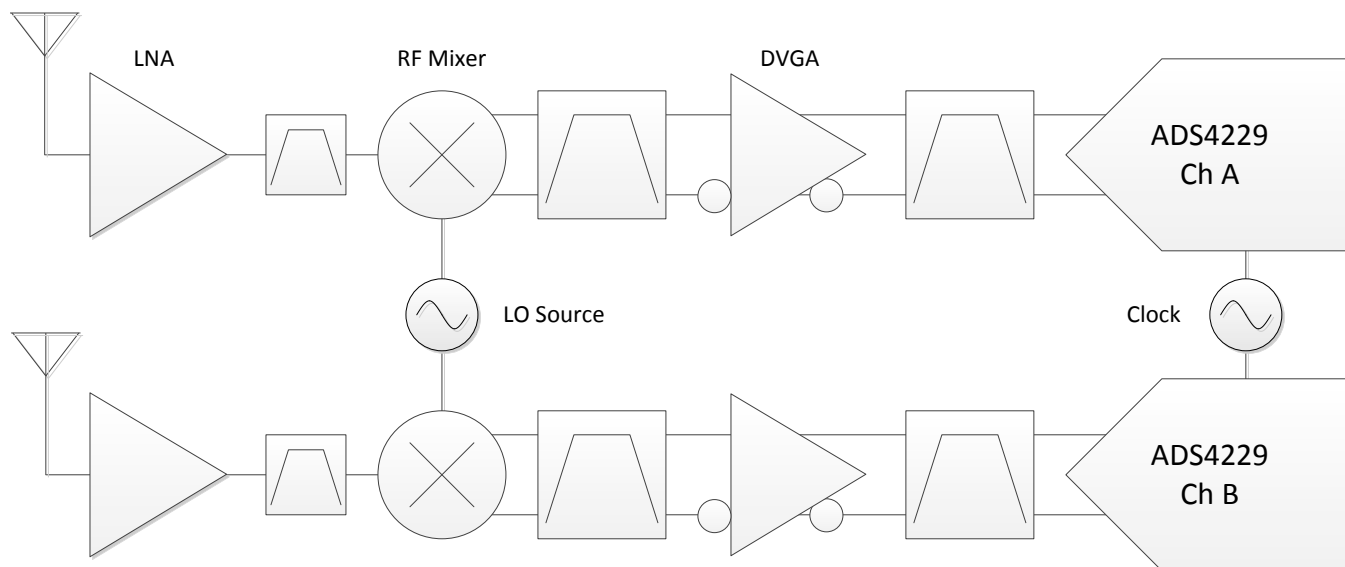 LNA
RF Mixer
DVGA
ADS4229
Ch A
LO Source
Clock
ADS4229
Ch B